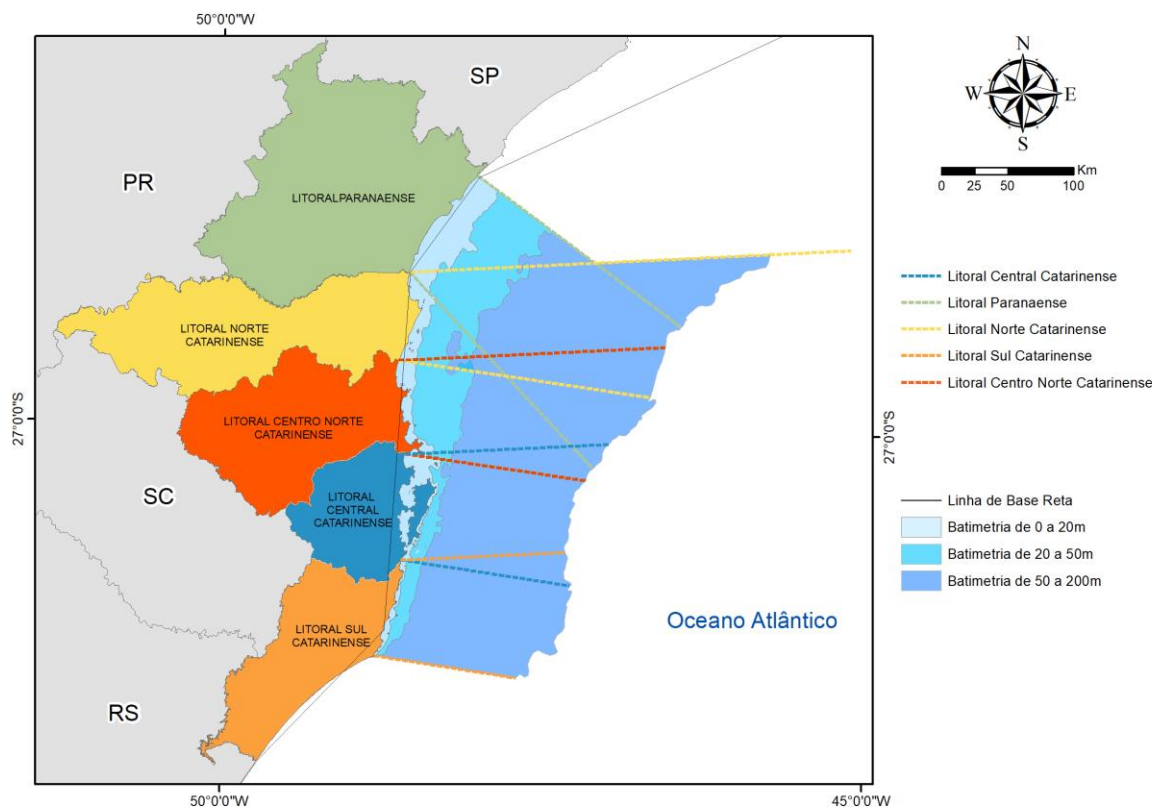 50°0'0"W
SP
PR
LITORALPARANAENSE
LITORAL NORTE
CATARINENSE
LITORAL CENTRO NORTE
CATARINENSE
27°0'0"S
SC
LITORAL
CENTRAL
CATARINENSE
LITORAL SUL
CATARINENSE
RS
Oceano Atlântico
27°0'0"S
50°0'0"W
45°0'0"W
N
W
E
S
Km
0 25 50 100
Litoral Central Catarinense
Litoral Paranaense
Litoral Norte Catarinense
Litoral Sul Catarinense
Litoral Centro Norte Catarinense
Linha de Base Reta
Batimetria de 0 a 20m
Batimetria de 20 a 50m
Batimetria de 50 a 200m